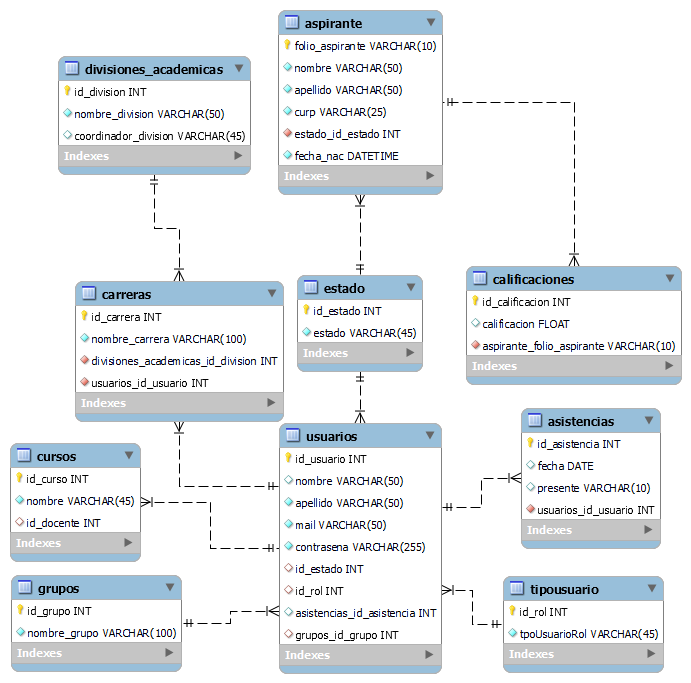 aspirante
folio_aspirante VARCHAR(10)
nombre VARCHAR(50)
apellido VARCHAR(50)
curp VARCHAR(25)
estado_id_estado INT
fecha_nac DATETIME
Indexes
divisiones_academicas
id_division INT
nombre_division VARCHAR(50)
coordinador_division VARCHAR(45)
Indexes
carreras
id_carrera INT
nombre_carrera VARCHAR(100)
divisiones_academicas_id_division INT
usuarios_id_usuario INT
Indexes
estado
id_estado INT
estado VARCHAR(45)
Indexes
calificaciones
id_calificacion INT
calificacion FLOAT
aspirante_folio_aspirante VARCHAR(10)
Indexes
cursos
id_curso INT
nombre VARCHAR(45)
id_docente INT
Indexes
usuarios
id_usuario INT
nombre VARCHAR(50)
apellido VARCHAR(50)
mail VARCHAR(50)
contrasena VARCHAR(255)
id_estado INT
id_rol INT
asistencias_id_asistencia INT
grupos_id_grupo INT
Indexes
asistencias
id_asistencia INT
fecha DATE
presente VARCHAR(10)
usuarios_id_usuario INT
Indexes
grupos
id_grupo INT
nombre_grupo VARCHAR(100)
Indexes
tipousuario
id_rol INT
tpoUsuarioRol VARCHAR(45)
Indexes